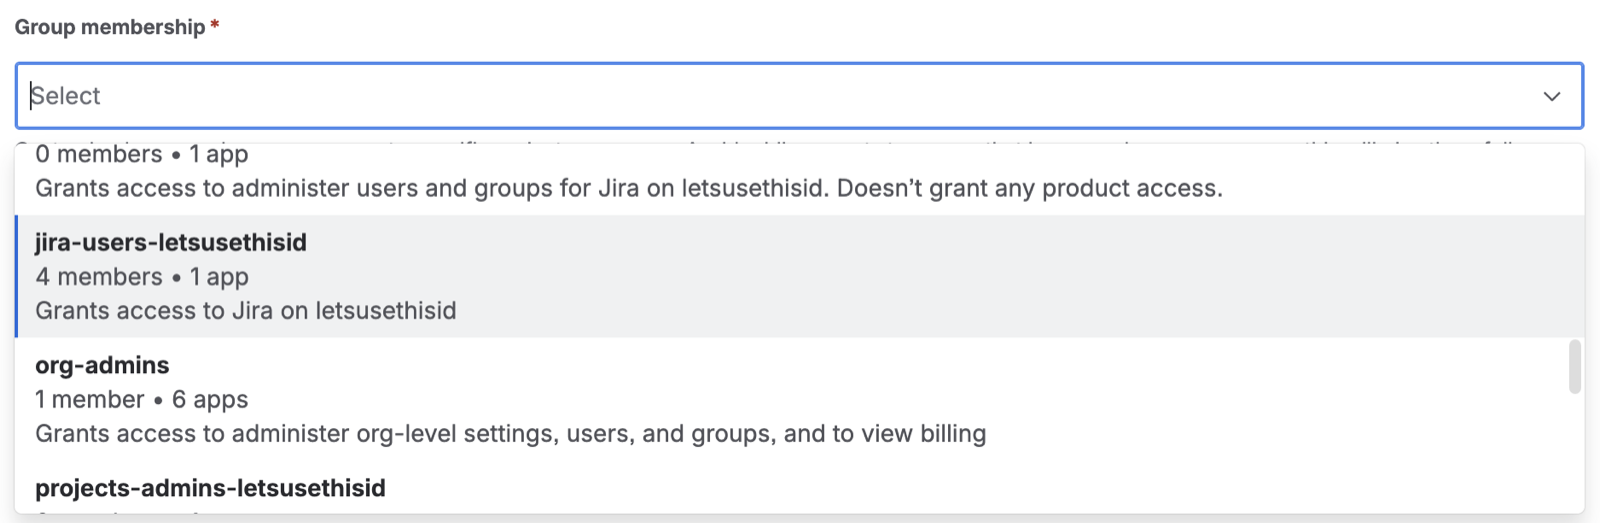 Group membership *
Select
0 members • 1 app
Grants access to administer users and groups for Jira on letsusethisid. Doesn’t grant any product access.
jira-users-letsusethisid
4 members • 1 app
Grants access to Jira on letsusethisid
org-admins
1 member • 6 apps
Grants access to administer org-level settings, users, and groups, and to view billing
projects-admins-letsusethisid